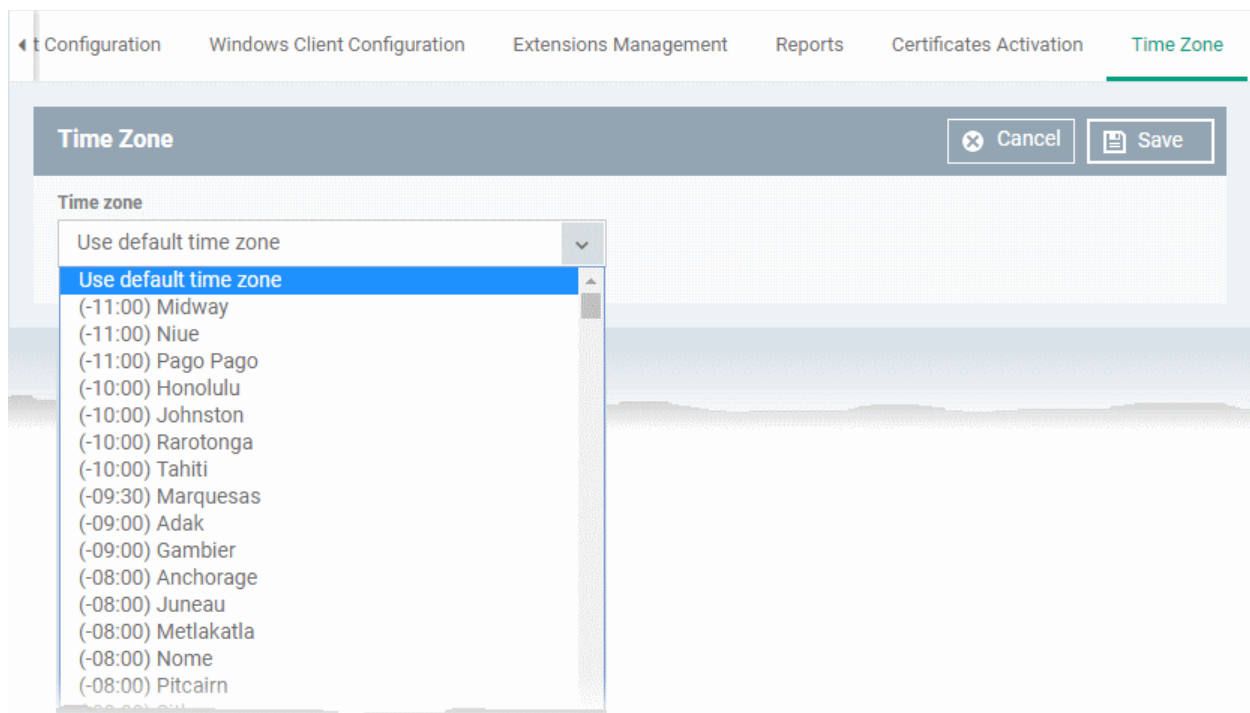 t Configuration Windows Client Configuration Extensions Management Reports Certificates Activation Time Zone
Time Zone Cancel Save
Time zone
Use default time zone
Use default time zone
(-11:00) Midway
(-11:00) Niue
(-11:00) Pago Pago
(-10:00) Honolulu
(-10:00) Johnston
(-10:00) Rarotonga
(-10:00) Tahiti
(-09:30) Marquesas
(-09:00) Adak
(-09:00) Gambier
(-08:00) Anchorage
(-08:00) Juneau
(-08:00) Metlakatla
(-08:00) Nome
(-08:00) Pitcairn